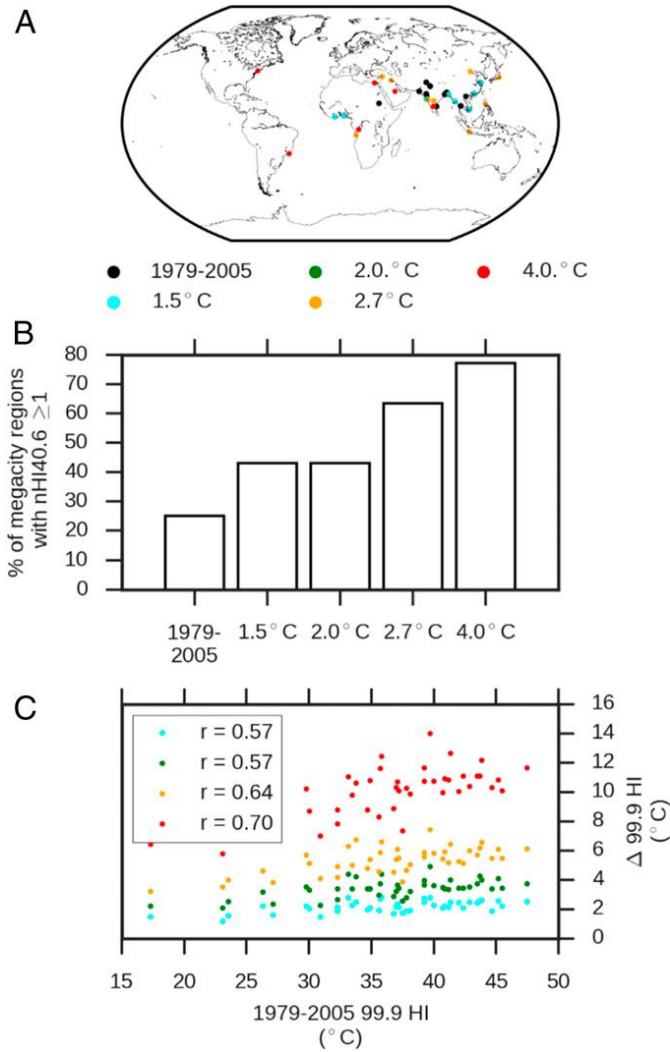 A
1979-2005
2.0.°C
4.0.°C
1.5°C
2.7°C
B
% of megacity regions
with nHI40.6 ≥1
80
70
60
50
40
30
20
10
0
1979-
2005
1.5°C
2.0°C
2.7°C
4.0°C
C
r = 0.57
r = 0.57
r = 0.64
r = 0.70
16
14
12
10
8
6
4
2
0
Δ 99.9 HI
(°C)
15 20 25 30 35 40 45 50
1979-2005 99.9 HI
(°C)